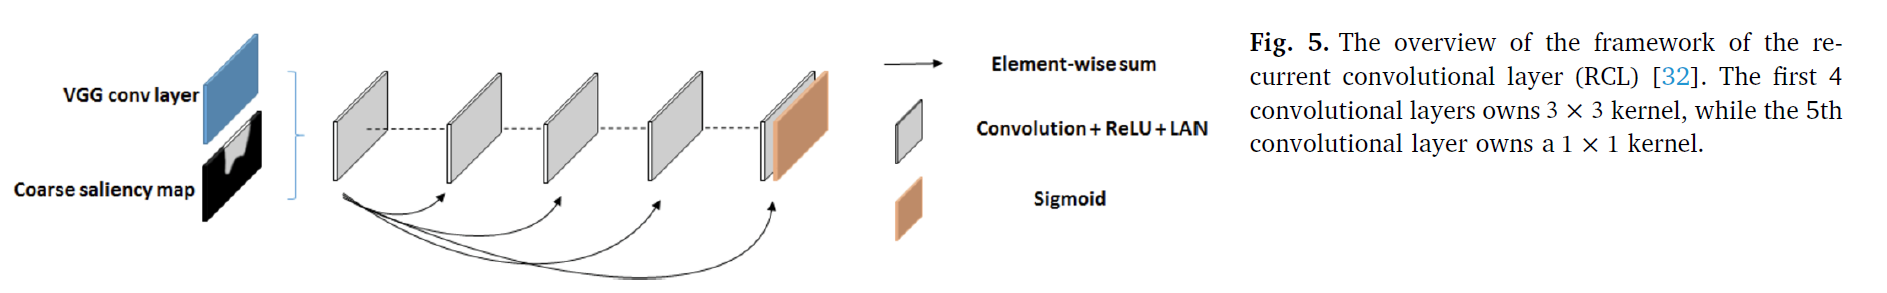 VGG conv layer
Coarse saliency map
Element-wise sum
Convolution + ReLU + LAN
Sigmoid
Fig. 5. The overview of the framework of the re-
current convolutional layer (RCL) [32]. The first 4
convolutional layers owns 3 × 3 kernel, while the 5th
convolutional layer owns a 1 × 1 kernel.